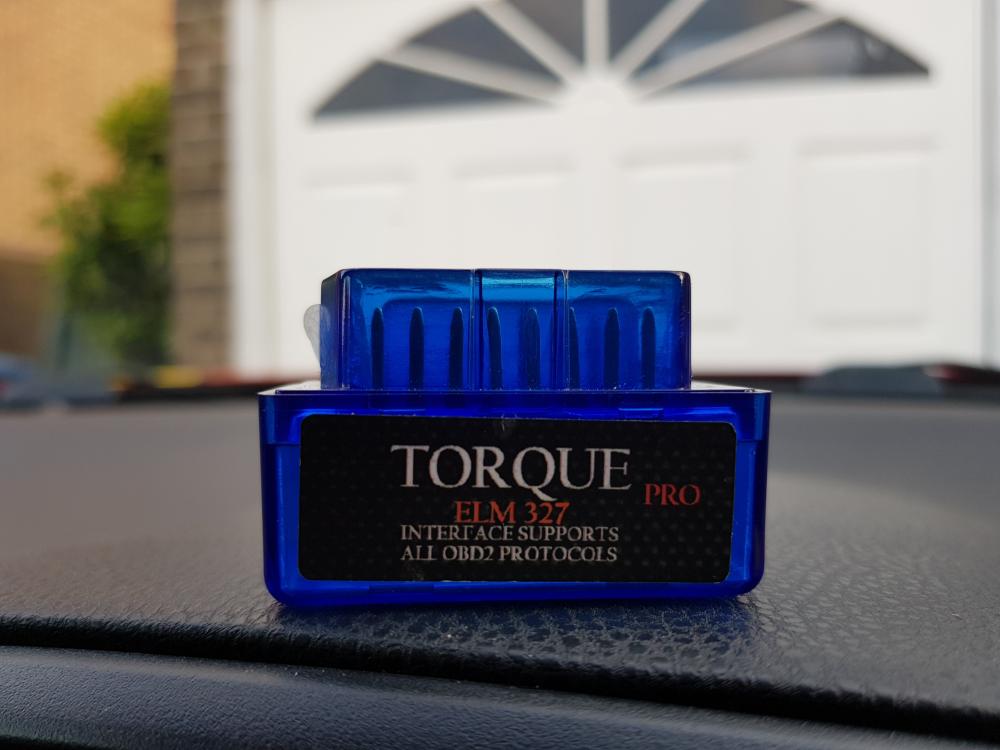 TORQUE
PRO
ELM 327
INTERFACE SUPPORTS
ALL OBD2 PROTOCOLS